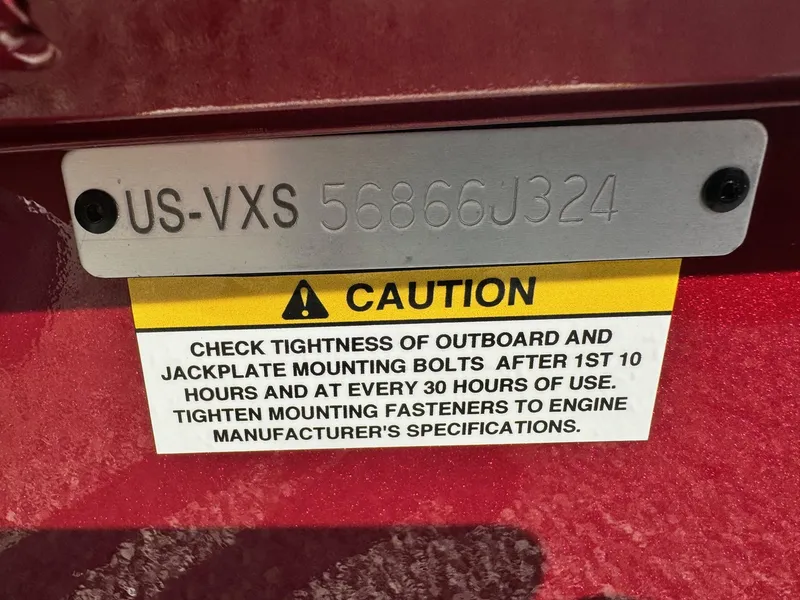 US-VXS 56866J324
CAUTION
CHECK TIGHTNESS OF OUTBOARD AND
JACKPLATE MOUNTING BOLTS AFTER 1ST 10
HOURS AND AT EVERY 30 HOURS OF USE.
TIGHTEN MOUNTING FASTENERS TO ENGINE
MANUFACTURER'S SPECIFICATIONS.